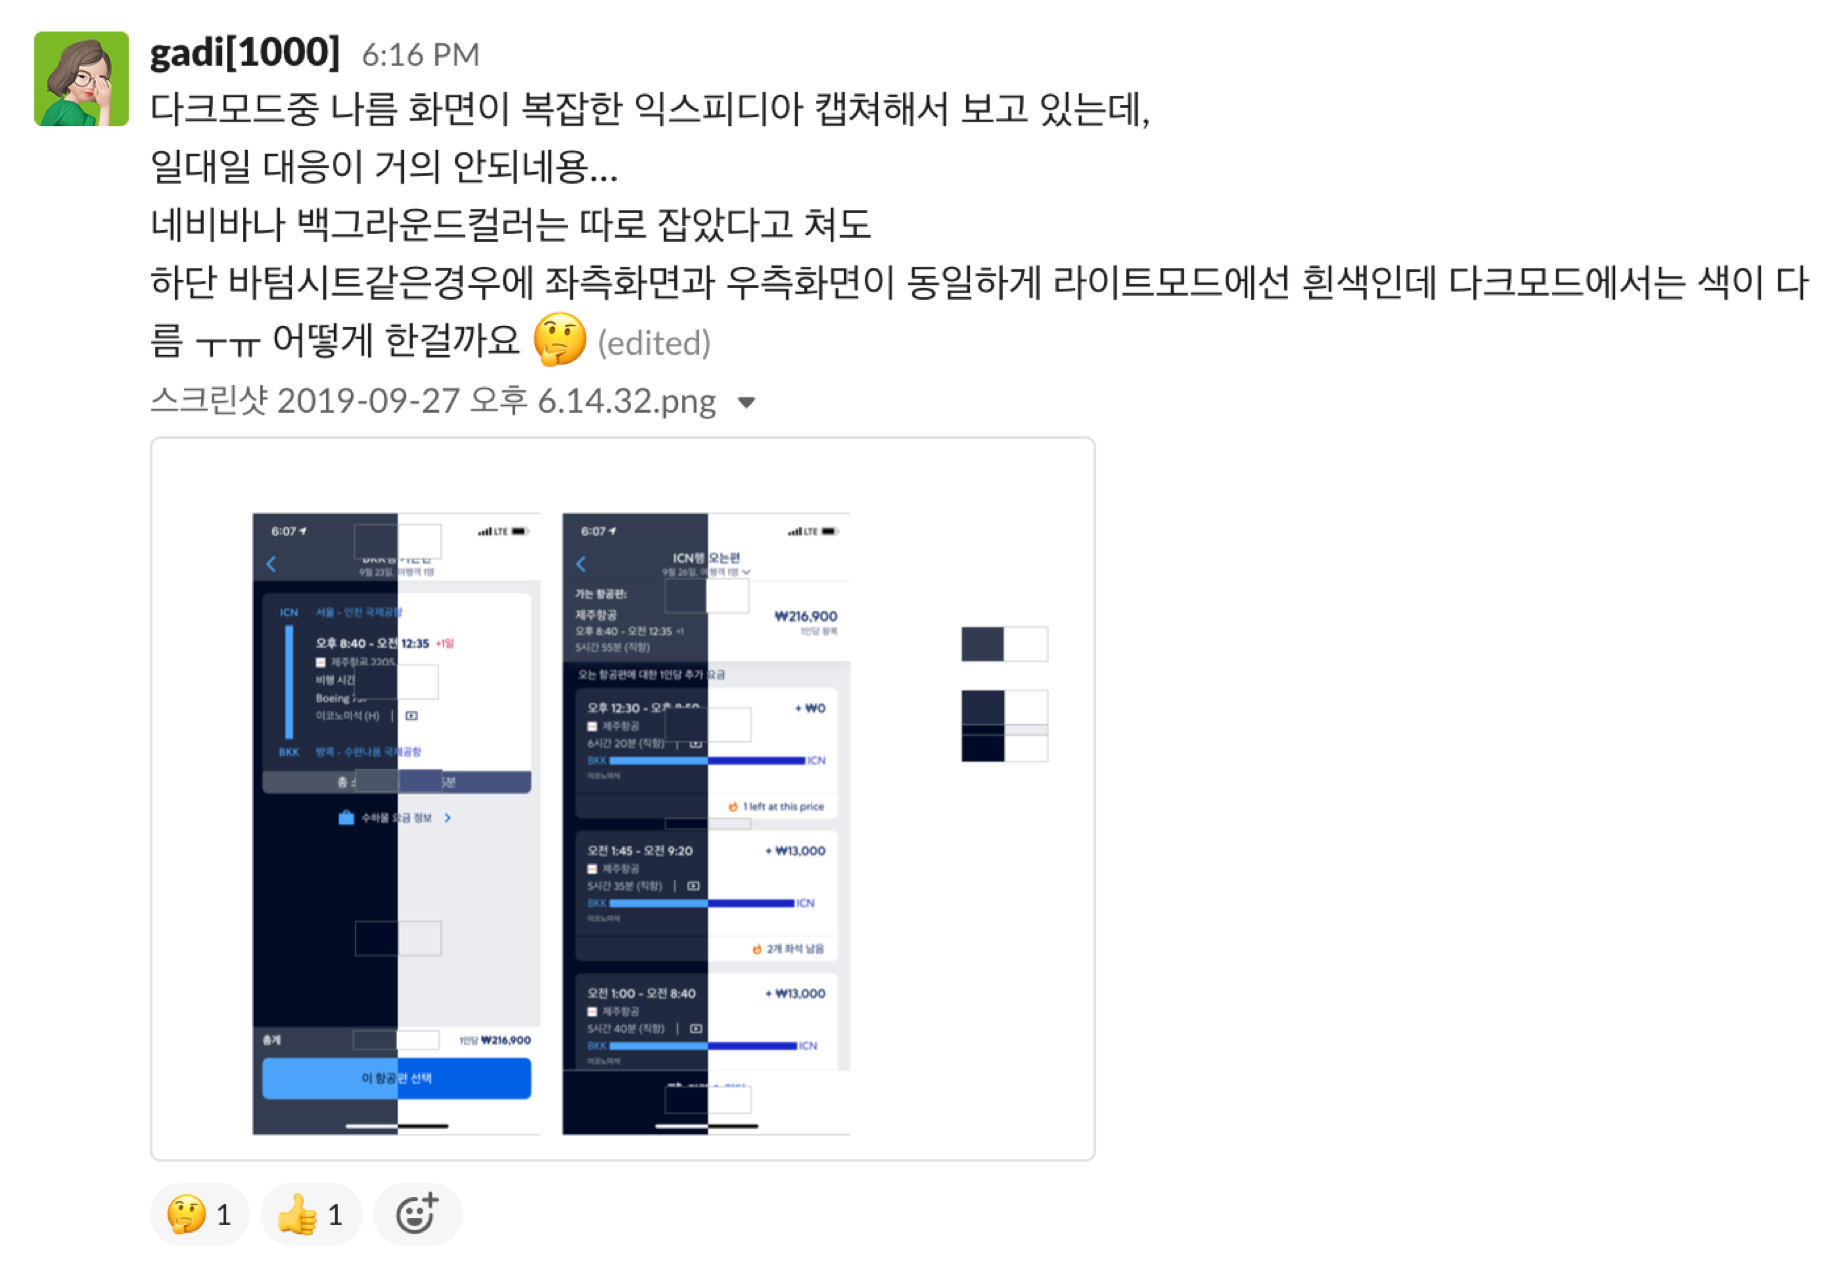 gadi[1000] 6:16 PM
다크모드중 나름 화면이 복잡한 익스피디아 캡쳐해서 보고 있는데,
일대일 대응이 거의 안되네용...
네비바나 백그라운드컬러는 따로 잡았다고 쳐도
하단 바텀시트같은경우에 좌측화면과 우측화면이 동일하게 라이트모드에선 흰색인데 다크모드에서는 색이 다
름 ㅜㅠ 어떻게 한걸까요 🤔 (edited)
스크린샷 2019-09-27 오후 6.14.32.png
6:07 LTE
9월 23일, 여행객 1명
ICN 서울 - 인천 국제공항
오후 8:40 - 오전 12:35 +1일
제주항공 2205
비행 시간
Boeing
이코노미석 (H)
BKK 방콕 - 수완나품 국제공항
총
분
수하물 요금 정보
총계 1인당 ₩216,900
이 항공편 선택
6:07 LTE
ICN행 오는편
9월 26일, 여행객 1명
가는 항공편:
제주항공 ₩216,900
오후 8:40 - 오전 12:35 +1 1인당 왕복
5시간 55분 (직항)
오는 항공편에 대한 1인당 추가 요금
오후 12:30 - 오후 8:50 + ₩0
제주항공
6시간 20분 (직항)
BKK ICN
이코노미석
1 left at this price
오전 1:45 - 오전 9:20 + ₩13,000
제주항공
5시간 35분 (직항)
BKK ICN
이코노미석
2개 좌석 남음
오전 1:00 - 오전 8:40 + ₩13,000
제주항공
5시간 40분 (직항)
BKK ICN
이코노미석
🤔 1 👍 1